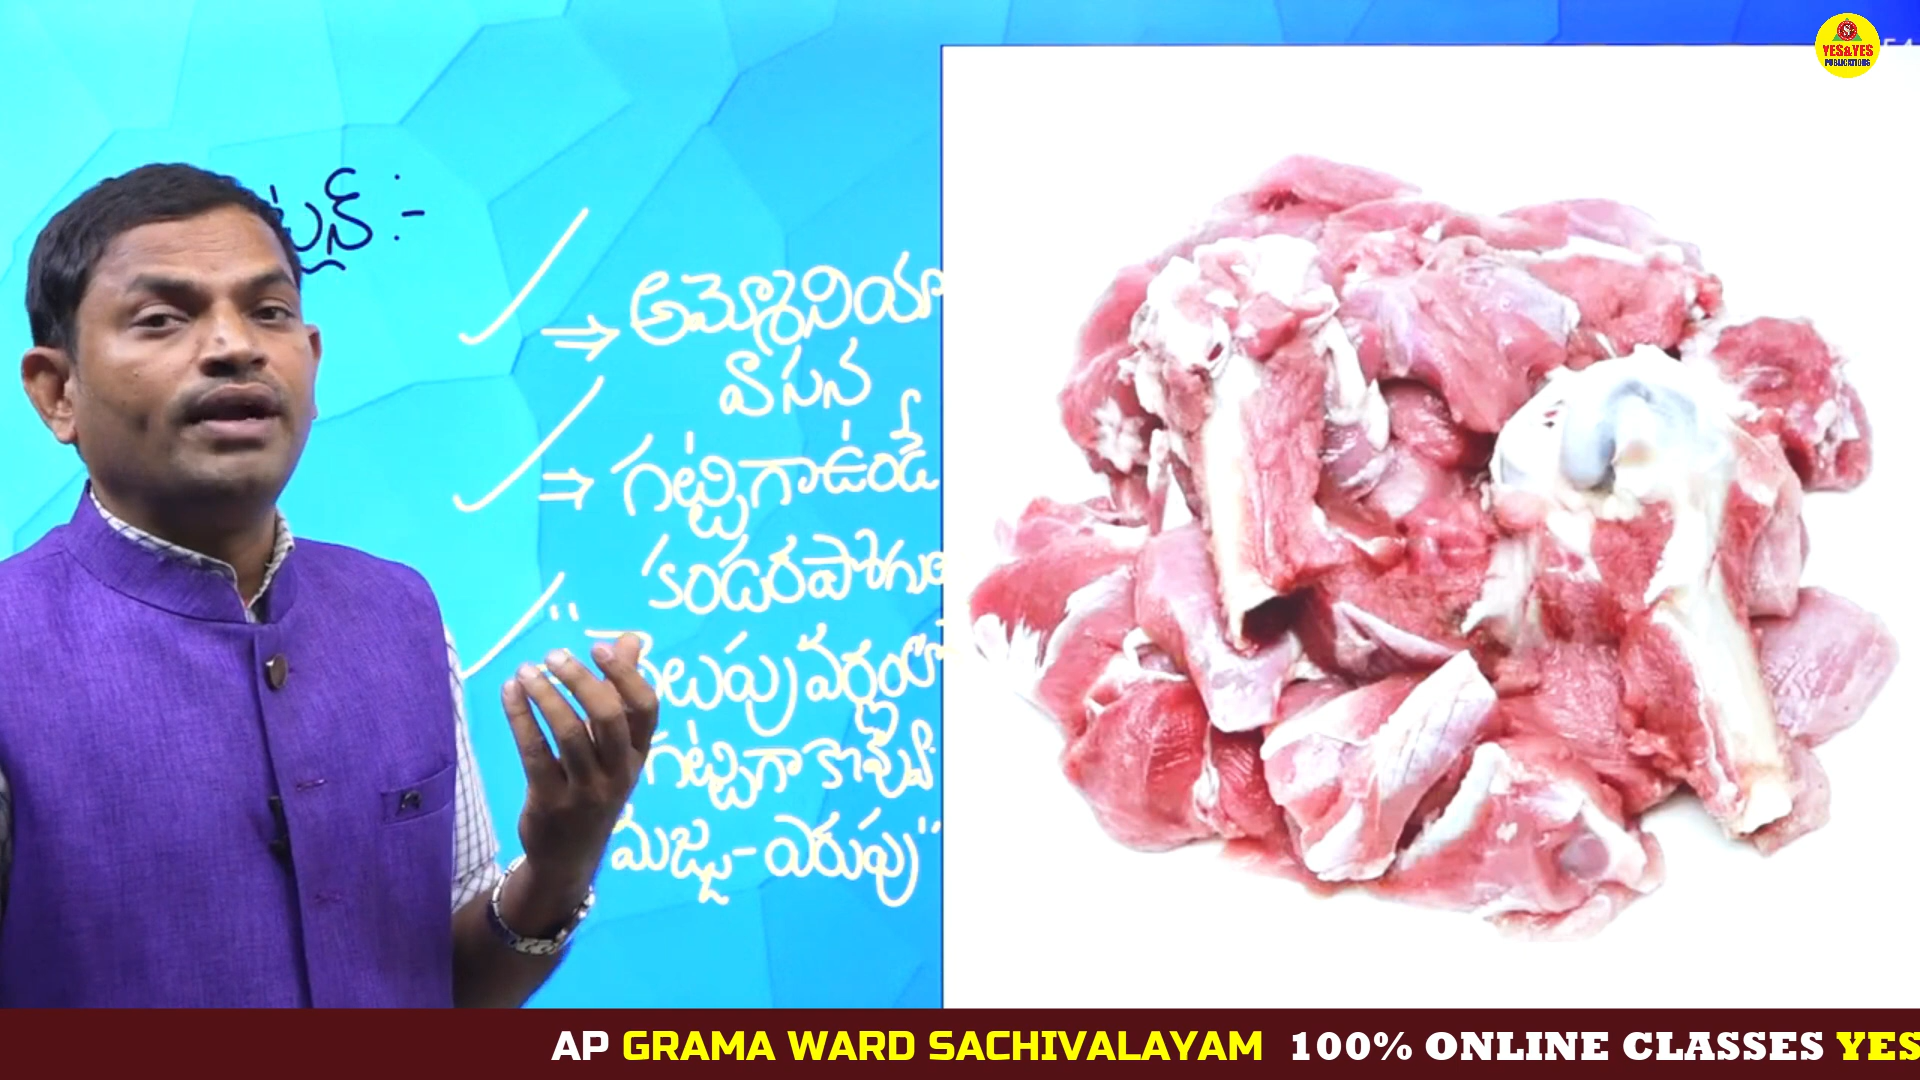 YES&YES
PUBLICATIONS
ట్టన్ :-
⇒ అమ్మోనియా
వాసన
⇒ గట్టిగా ఉండే
కండరపోగు
"తెలుపు వర్ణంలో
గట్టిగా కొవ్వు
మజ్జ - ఎరుపు"
AP GRAMA WARD SACHIVALAYAM 100% ONLINE CLASSES YES